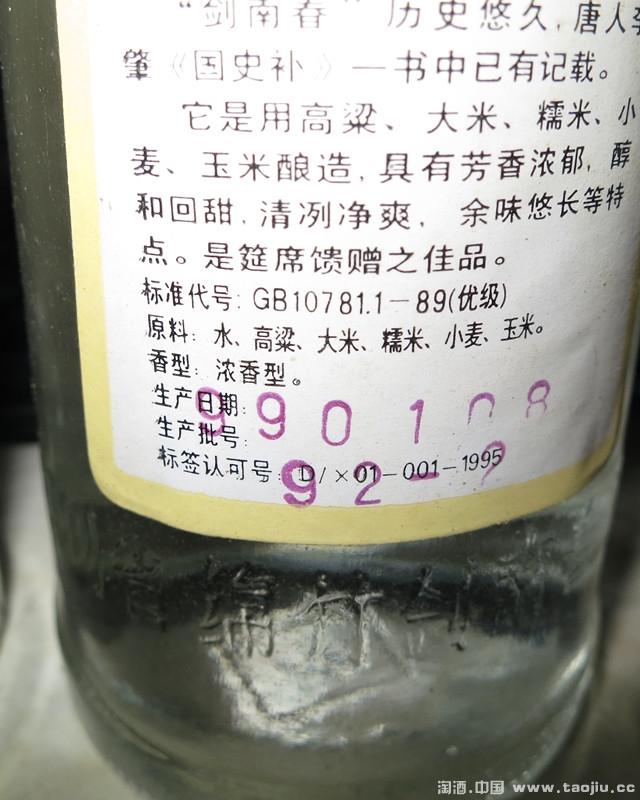 “剑南春”历史悠久,唐人李
肇《国史补》一书中已有记载。
它是用高粱、大米、糯米、小
麦、玉米酿造,具有芳香浓郁,醇
和回甜,清冽净爽,余味悠长等特
点。是筵席馈赠之佳品。
标准代号:GB10781.1-89(优级)
原料:水、高粱、大米、糯米、小麦、玉米。
香型:浓香型。
生产日期:990108
生产批号:
标签认可号:D/×01-001-1995
92-2
淘酒.中国 www.taojiu.cc